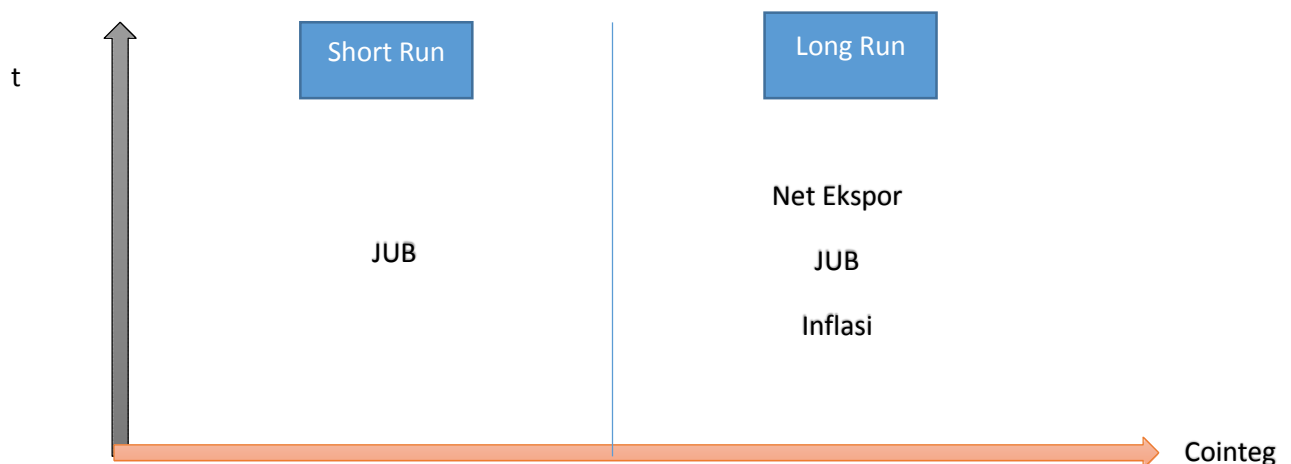 t
Short Run
Long Run
Net Ekspor
JUB
JUB
Inflasi
Cointeg